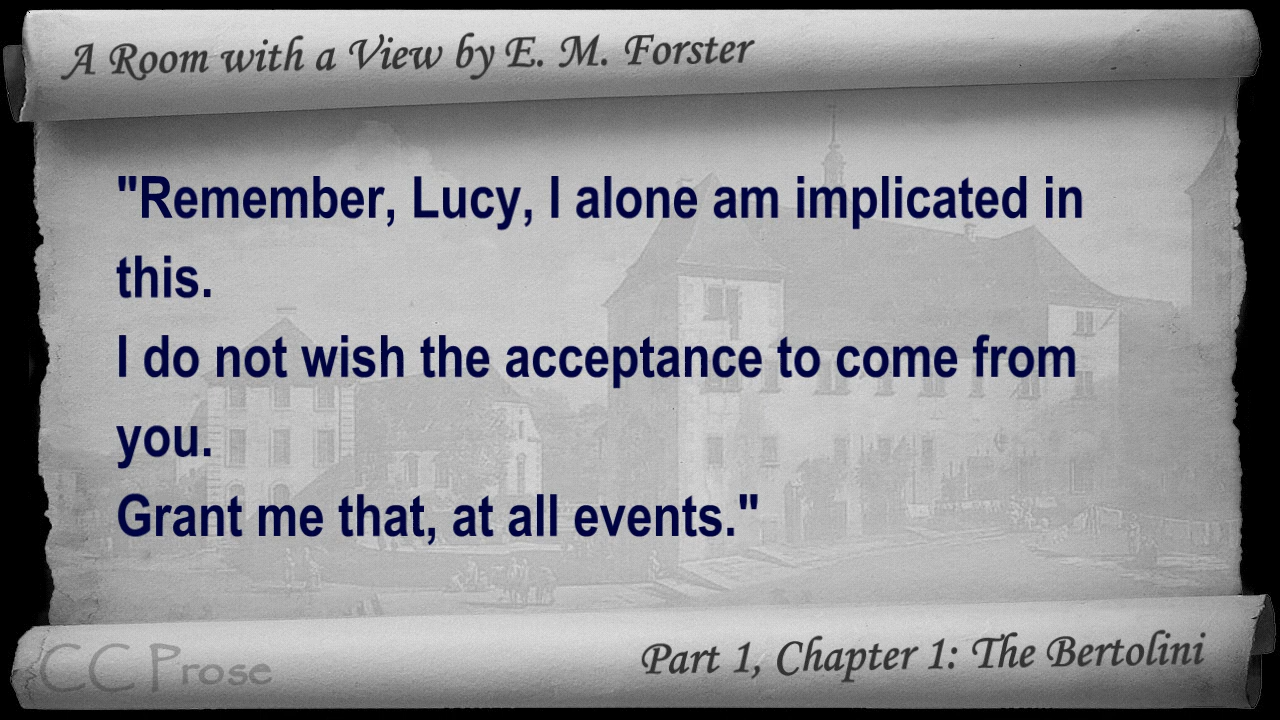 A Room with a View by E. M. Forster
"Remember, Lucy, I alone am implicated in
this.
I do not wish the acceptance to come from
you.
Grant me that, at all events."
CC Prose
Part 1, Chapter 1: The Bertolini